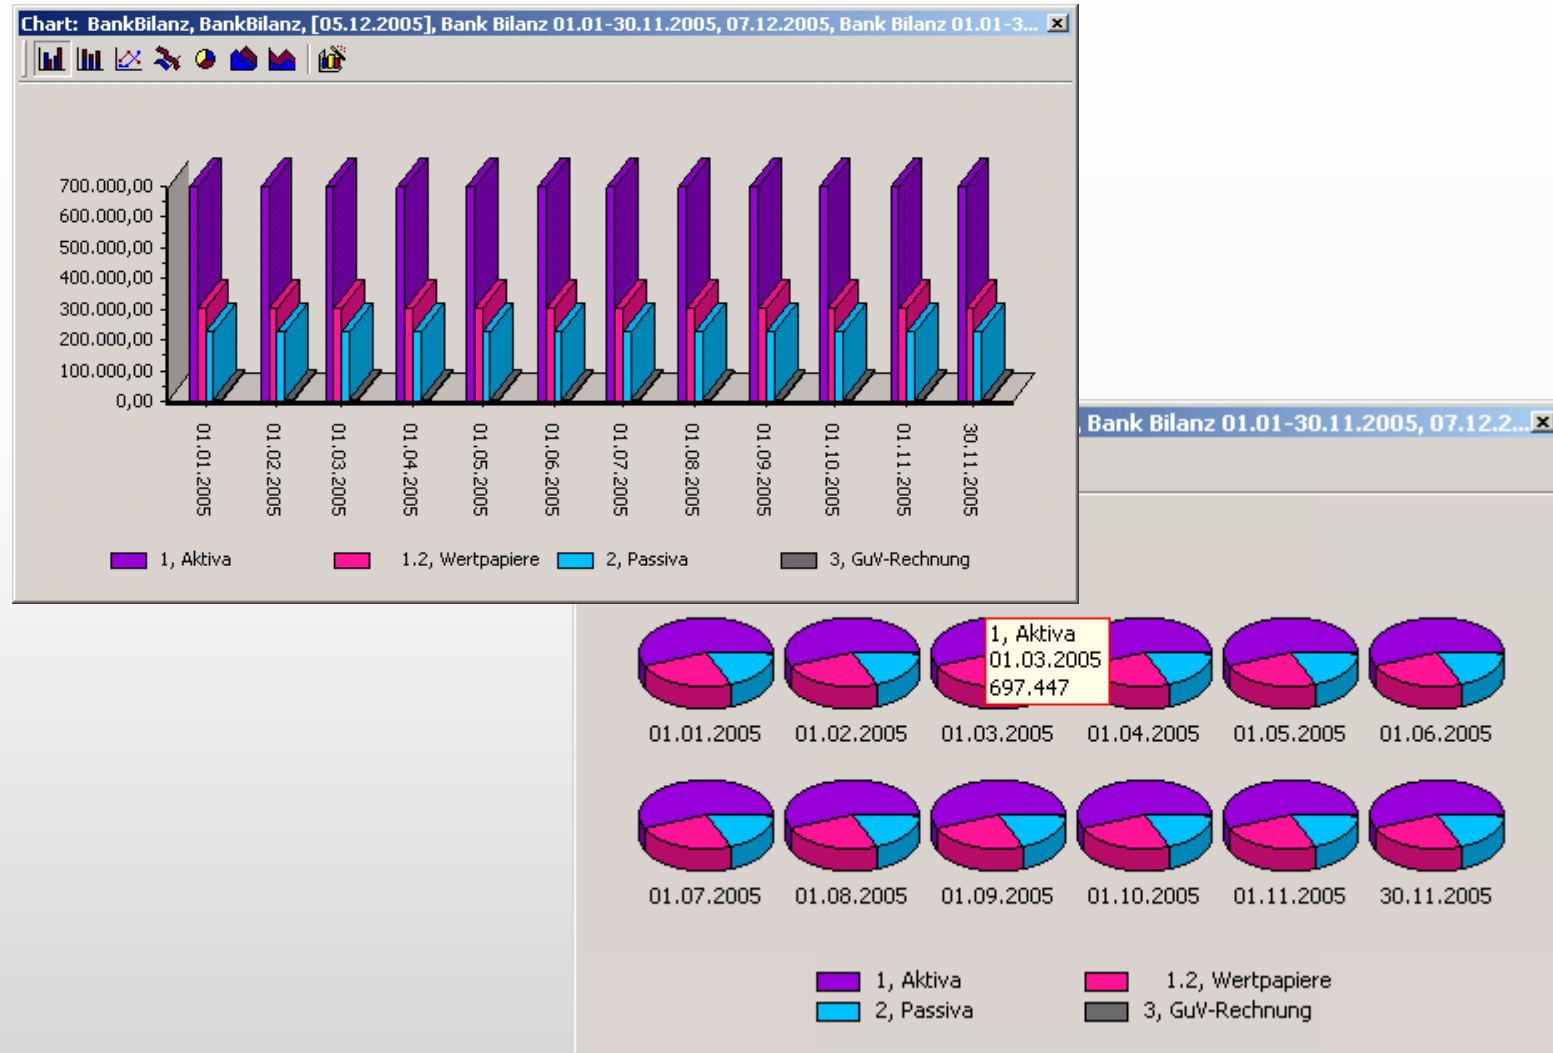 Chart: BankBilanz, BankBilanz, [05.12.2005], Bank Bilanz 01.01-30.11.2005, 07.12.2005, Bank Bilanz 01.01-3...
700.000,00
600.000,00
500.000,00
400.000,00
300.000,00
200.000,00
100.000,00
0,00
01.01.2005 01.02.2005 01.03.2005 01.04.2005 01.05.2005 01.06.2005 01.07.2005 01.08.2005 01.09.2005 01.10.2005 01.11.2005 30.11.2005
1, Aktiva 1.2, Wertpapiere 2, Passiva 3, GuV-Rechnung
, Bank Bilanz 01.01-30.11.2005, 07.12.2...
1, Aktiva
01.03.2005
697.447
01.01.2005 01.02.2005 01.03.2005 01.04.2005 01.05.2005 01.06.2005
01.07.2005 01.08.2005 01.09.2005 01.10.2005 01.11.2005 30.11.2005
1, Aktiva 1.2, Wertpapiere
2, Passiva 3, GuV-Rechnung